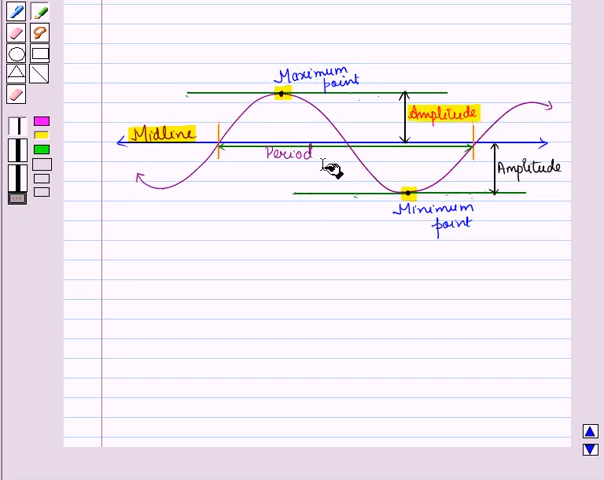 Maximum
point
Amplitude
Midline
Period
Amplitude
Minimum
point